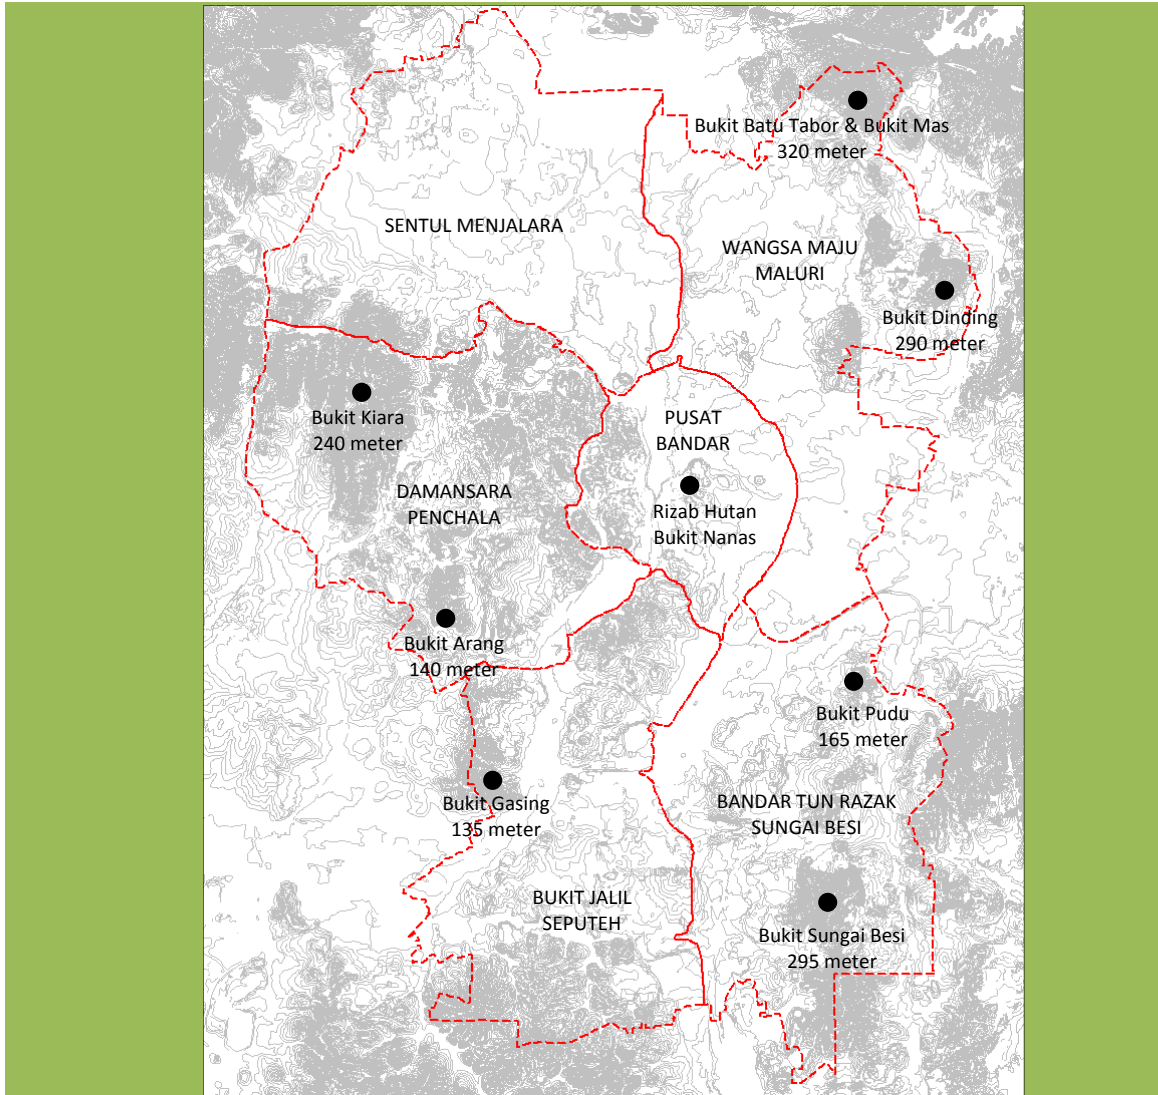 Bukit Batu Tabor & Bukit Mas
320 meter
SENTUL MENJALARA
WANGSA MAJU
MALURI
Bukit Dinding
290 meter
Bukit Kiara
240 meter
PUSAT
BANDAR
DAMANSARA
PENCHALA
Rizab Hutan
Bukit Nanas
Bukit Arang
140 meter
Bukit Pudu
165 meter
Bukit Gasing
135 meter
BANDAR TUN RAZAK
SUNGAI BESI
BUKIT JALIL
SEPUTEH
Bukit Sungai Besi
295 meter